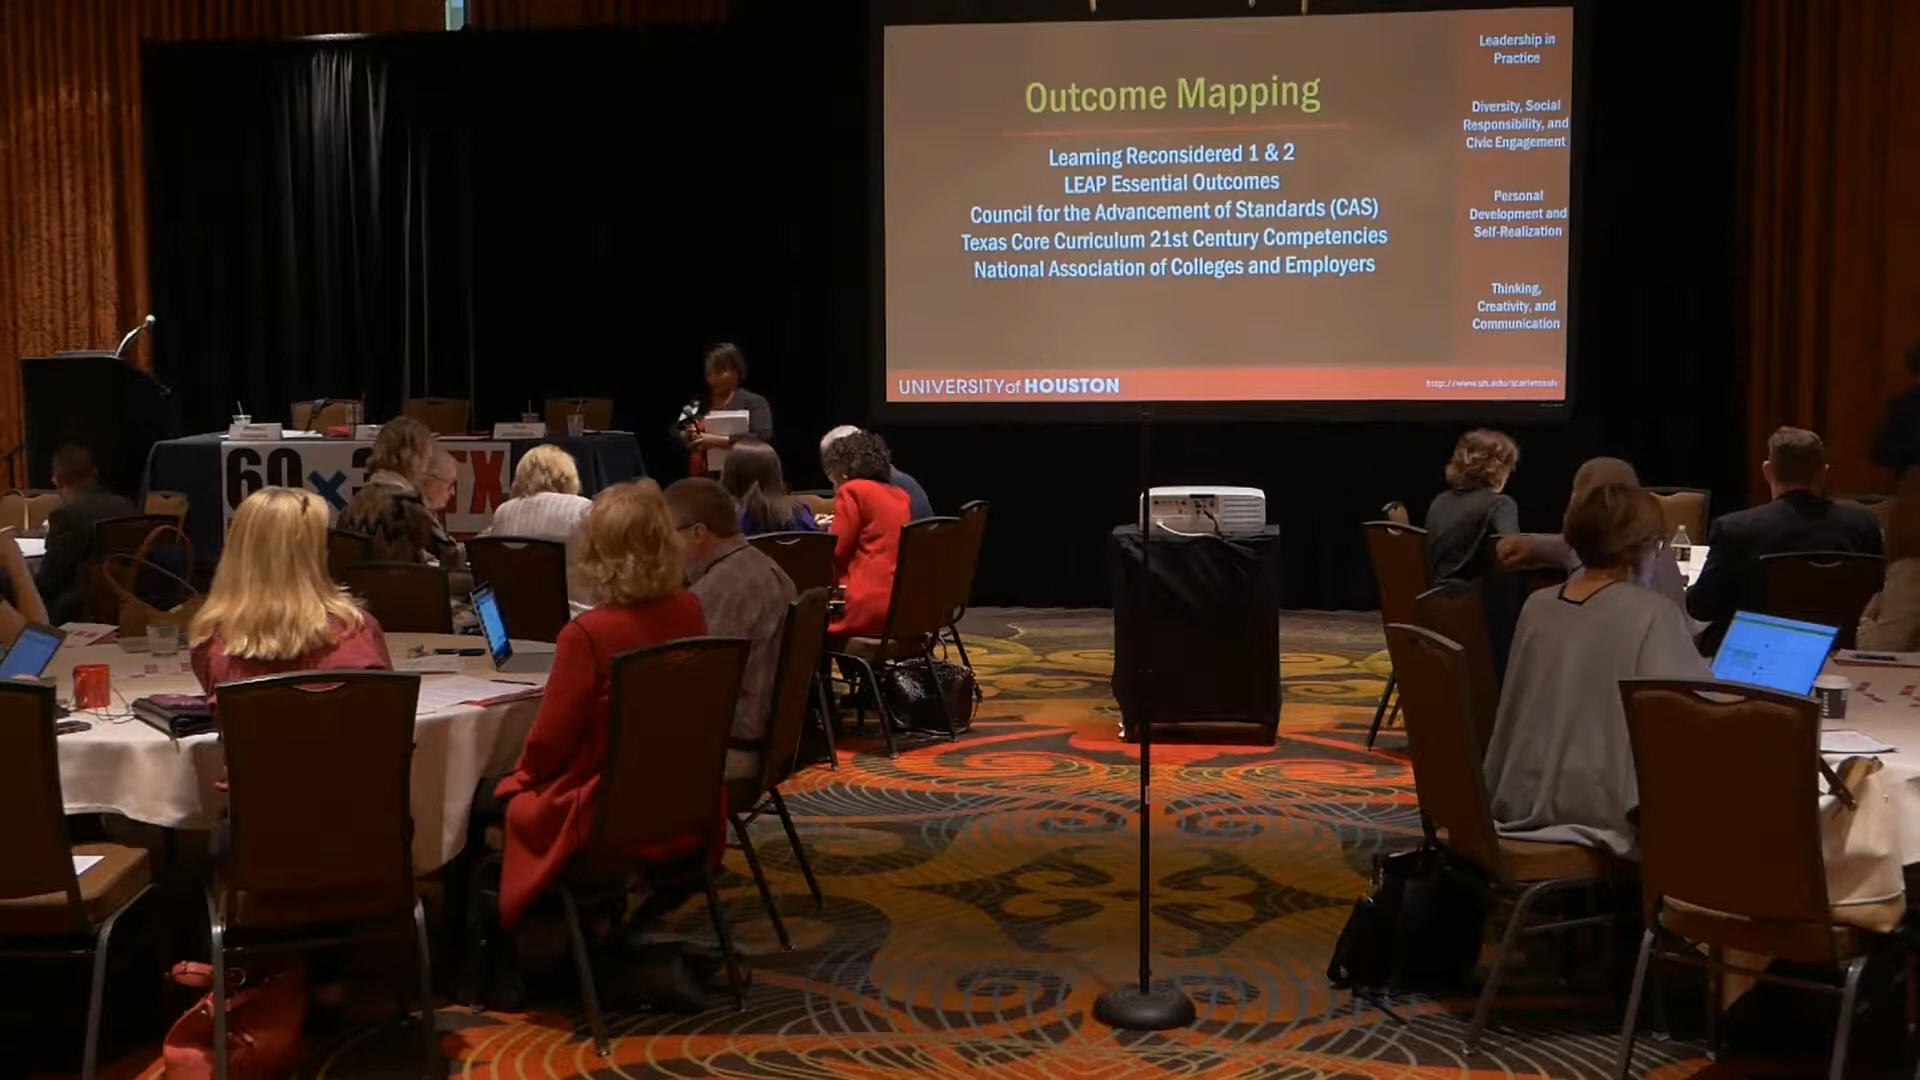 Outcome Mapping
Learning Reconsidered 1 & 2
LEAP Essential Outcomes
Council for the Advancement of Standards (CAS)
Texas Core Curriculum 21st Century Competencies
National Association of Colleges and Employers
Leadership in
Practice
Diversity, Social
Responsibility, and
Civic Engagement
Personal
Development and
Self-Realization
Thinking,
Creativity, and
Communication
UNIVERSITY of HOUSTON
60x3 TX